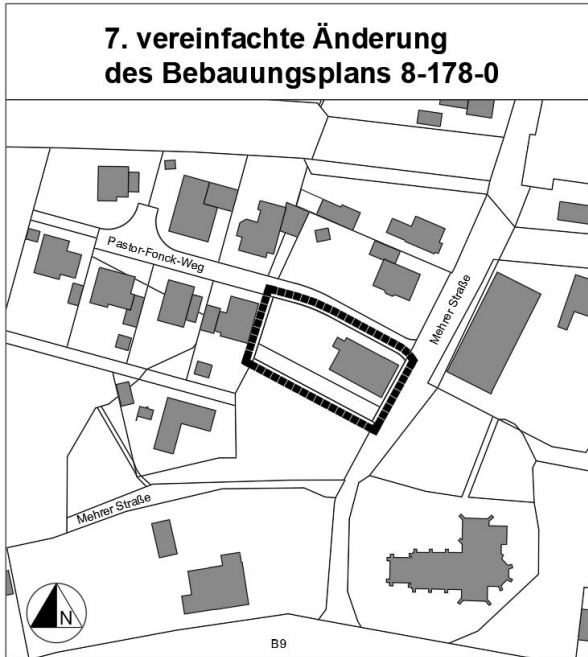 7. vereinfachte Änderung
des Bebauungsplans 8-178-0
Pastor-Fonck-Weg
Mehrer Straße
Mehrer Straße
N
B9